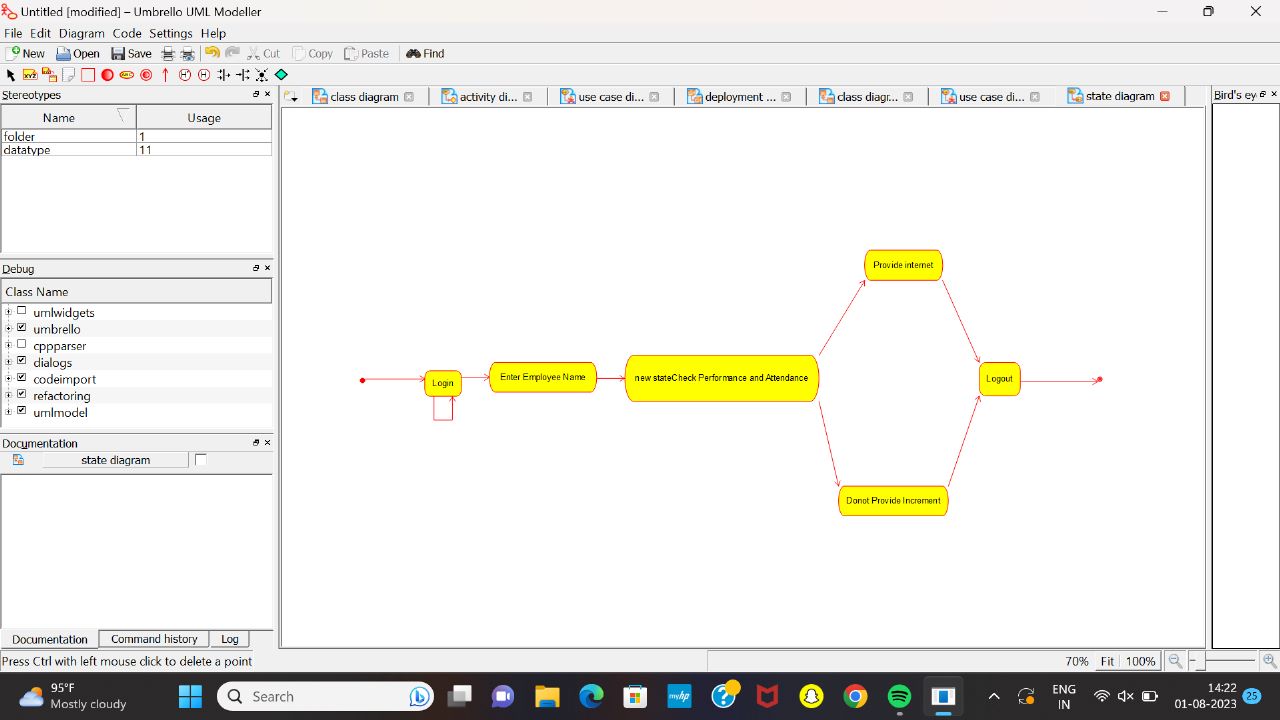 Untitled [modified] – Umbrello UML Modeller
File Edit Diagram Code Settings Help
New Open Save Cut Copy Paste Find
Stereotypes
Name Usage
folder 1
datatype 11
Debug
Class Name
umlwidgets
umbrello
cppparser
dialogs
codeimport
refactoring
umlmodel
Documentation
state diagram
Documentation Command history Log
class diagram activity di... use case di... deployment ... class diagr... use case di... state diagram
Bird's ey
Provide internet
Login
Enter Employee Name
new stateCheck Performance and Attendance
Logout
Donot Provide Increment
Press Ctrl with left mouse click to delete a point
70% Fit 100%
95°F
Mostly cloudy
Search
myhp
ENG
IN
14:22
01-08-2023
25